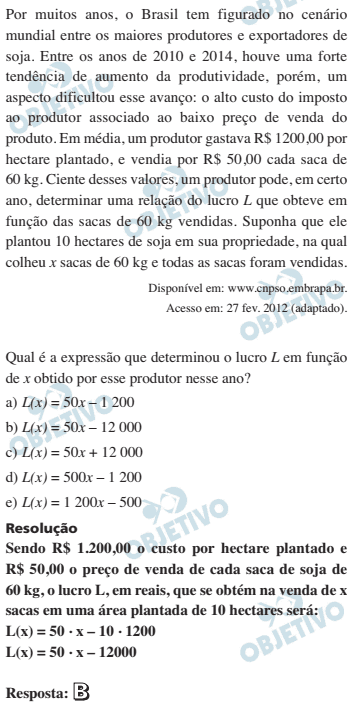 Por muitos anos, o Brasil tem figurado no cenário
mundial entre os maiores produtores e exportadores de
soja. Entre os anos de 2010 e 2014, houve uma forte
tendência de aumento da produtividade, porém, um
aspecto dificultou esse avanço: o alto custo do imposto
ao produtor associado ao baixo preço de venda do
produto. Em média, um produtor gastava R$ 1200,00 por
hectare plantado, e vendia por R$ 50,00 cada saca de
60 kg. Ciente desses valores, um produtor pode, em certo
ano, determinar uma relação do lucro L que obteve em
função das sacas de 60 kg vendidas. Suponha que ele
plantou 10 hectares de soja em sua propriedade, na qual
colheu x sacas de 60 kg e todas as sacas foram vendidas.
Disponível em: www.cnpso.embrapa.br.
Acesso em: 27 fev. 2012 (adaptado).
Qual é a expressão que determinou o lucro L em função
de x obtido por esse produtor nesse ano?
a) L(x) = 50x – 1 200
b) L(x) = 50x – 12 000
c) L(x) = 50x + 12 000
d) L(x) = 500x – 1 200
e) L(x) = 1 200x – 500
Resolução
Sendo R$ 1.200,00 o custo por hectare plantado e
R$ 50,00 o preço de venda de cada saca de soja de
60 kg, o lucro L, em reais, que se obtém na venda de x
sacas em uma área plantada de 10 hectares será:
L(x) = 50 · x – 10 · 1200
L(x) = 50 · x – 12000
Resposta: B
OBJETIVO
OBJETIVO
OBJETIVO
OBJETIVO
OBJETIVO
OBJETIVO